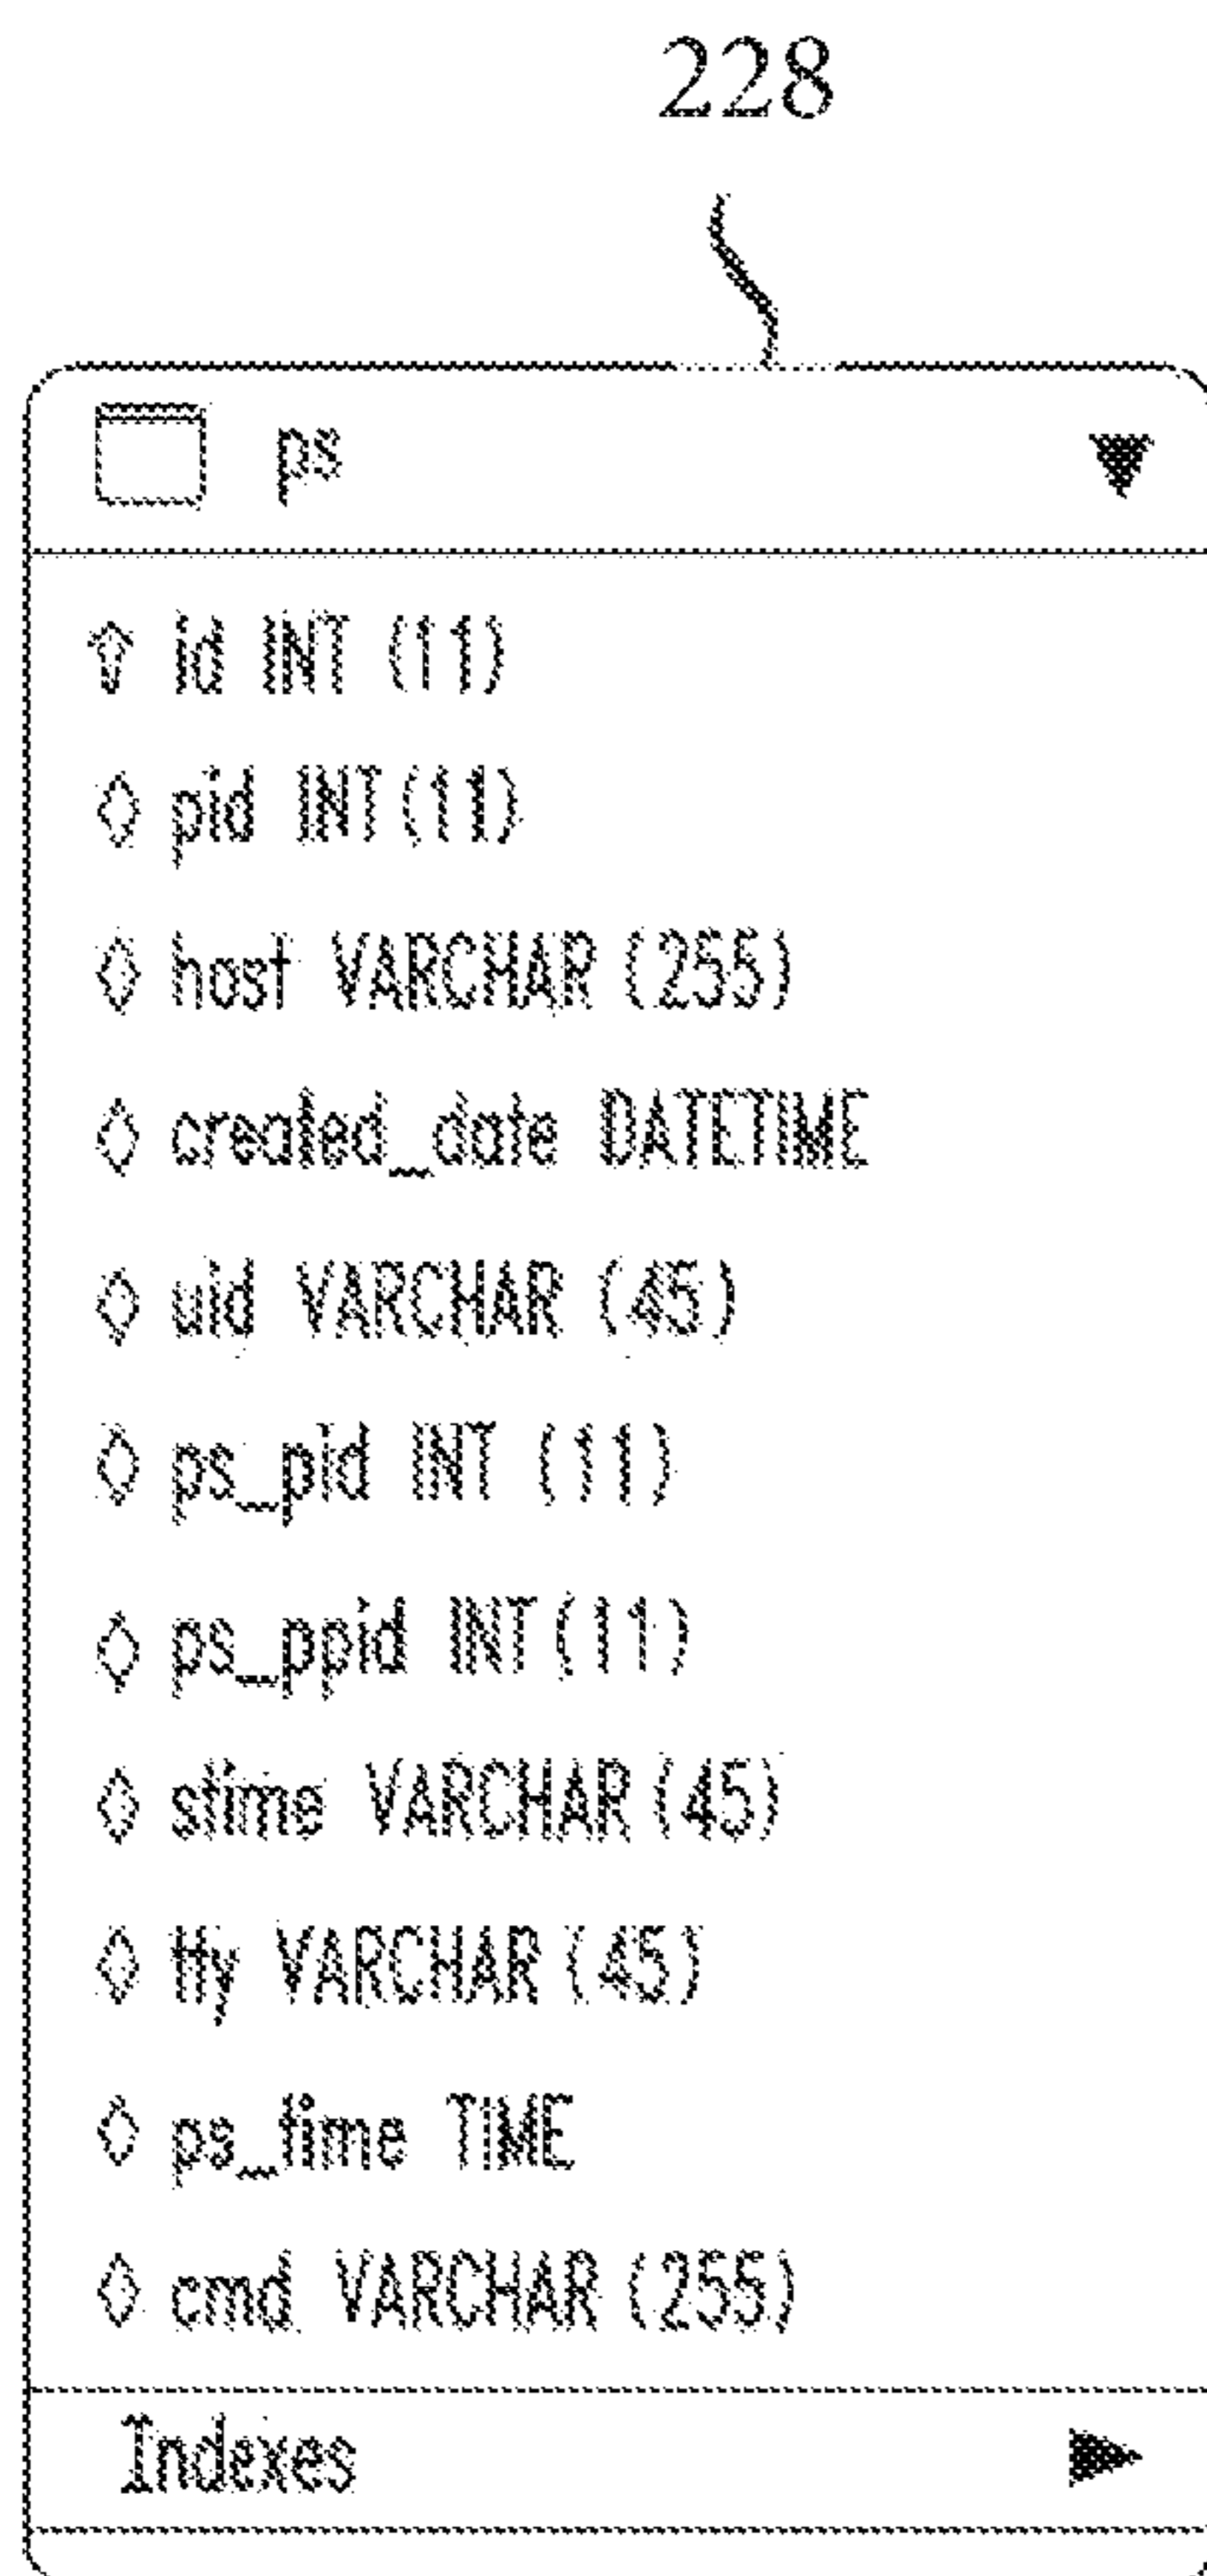 228
ps
id INT (11)
pid INT(11)
host VARCHAR (255)
created_date DATETIME
uid VARCHAR (45)
ps_pid INT (11)
ps_ppid INT(11)
stime VARCHAR (45)
tty VARCHAR (45)
ps_time TIME
cmd VARCHAR (255)
Indexes